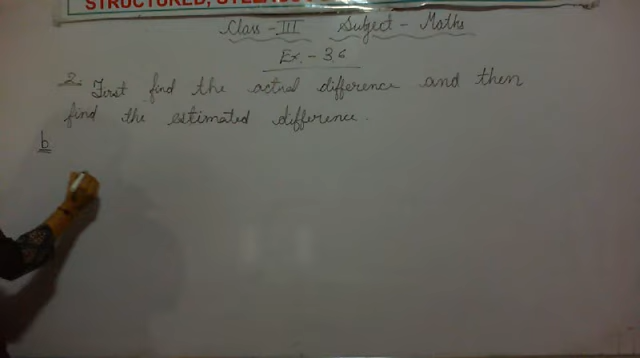 STRUCTURED,
Class - III Subject - Maths
Ex. - 3.6
2. First find the actual difference and then
find the estimated difference.
b